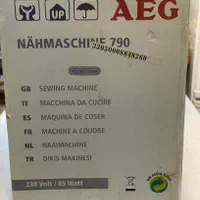 UP
AEG
NÄHMASCHINE 790
33050008848260
GB SEWING MACHINE
IT MACCHINA DA CUCIRE
ES MAQUINA DE COSER
FR MACHINE A COUDRE
NL NAAIMACHINE
TR DIKIS MAKINESI
230 Volt / 85 Watt